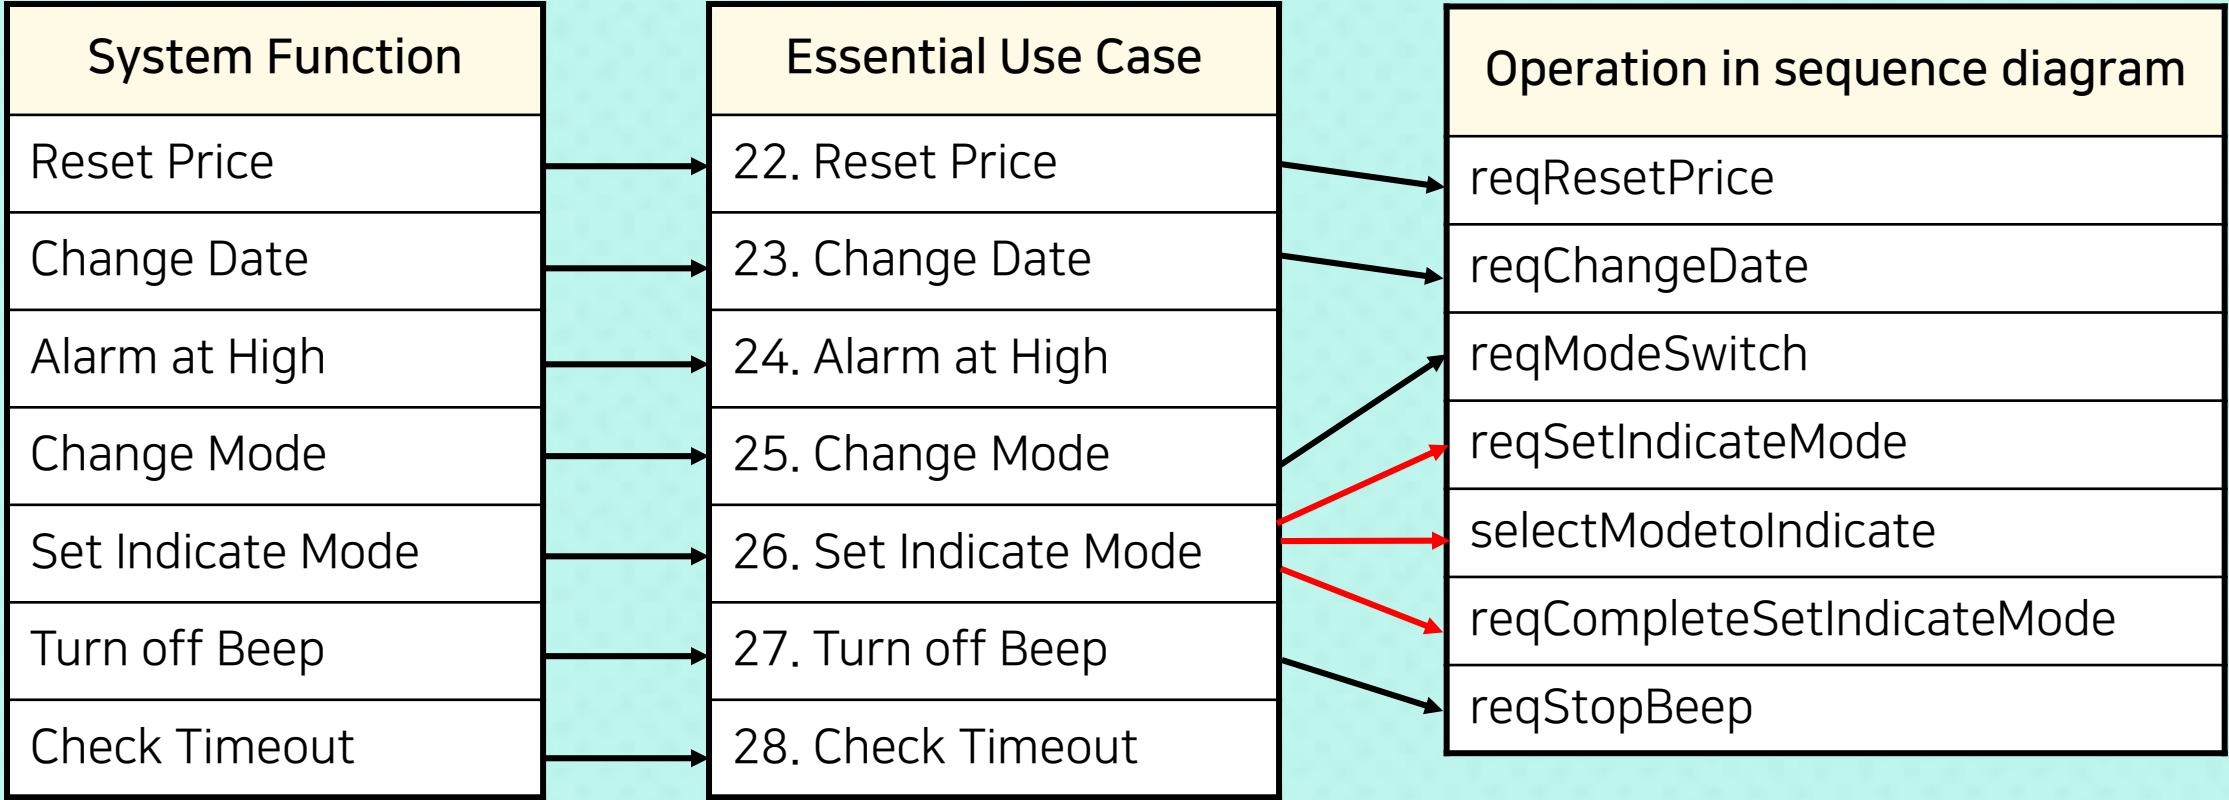 System Function
Reset Price
Change Date
Alarm at High
Change Mode
Set Indicate Mode
Turn off Beep
Check Timeout
Essential Use Case
22. Reset Price
23. Change Date
24. Alarm at High
25. Change Mode
26. Set Indicate Mode
27. Turn off Beep
28. Check Timeout
Operation in sequence diagram
reqResetPrice
reqChangeDate
reqModeSwitch
reqSetIndicateMode
selectModetoIndicate
reqCompleteSetIndicateMode
reqStopBeep